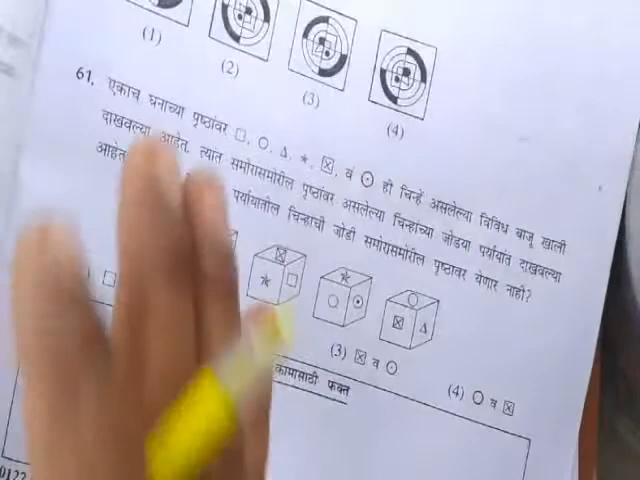 (1)
(2)
(3)
(4)
61. एकाच घनाच्या पृष्ठांवर □, ○, △, *, ⊠, व ⊙ ही चिन्हे असलेल्या विविध बाजू खाली
दाखवल्या आहेत. त्यांत समोरासमोरील पृष्ठांवर असलेल्या चिन्हांच्या जोडया पर्यायांत दाखवल्या
आहेत पर्यायातील चिन्हाची जोडी समोरासमोरील पृष्ठावर येणार नाही?
(3) ⊠ व ⊙
(4) ○ व ⊠
कामासाठी फक्त